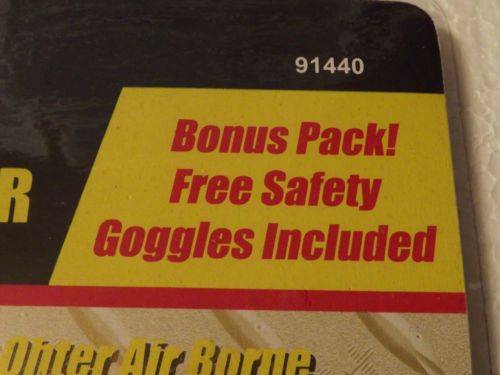 91440
Bonus Pack!
Free Safety
R
Goggles Included
Ohter Air Borne